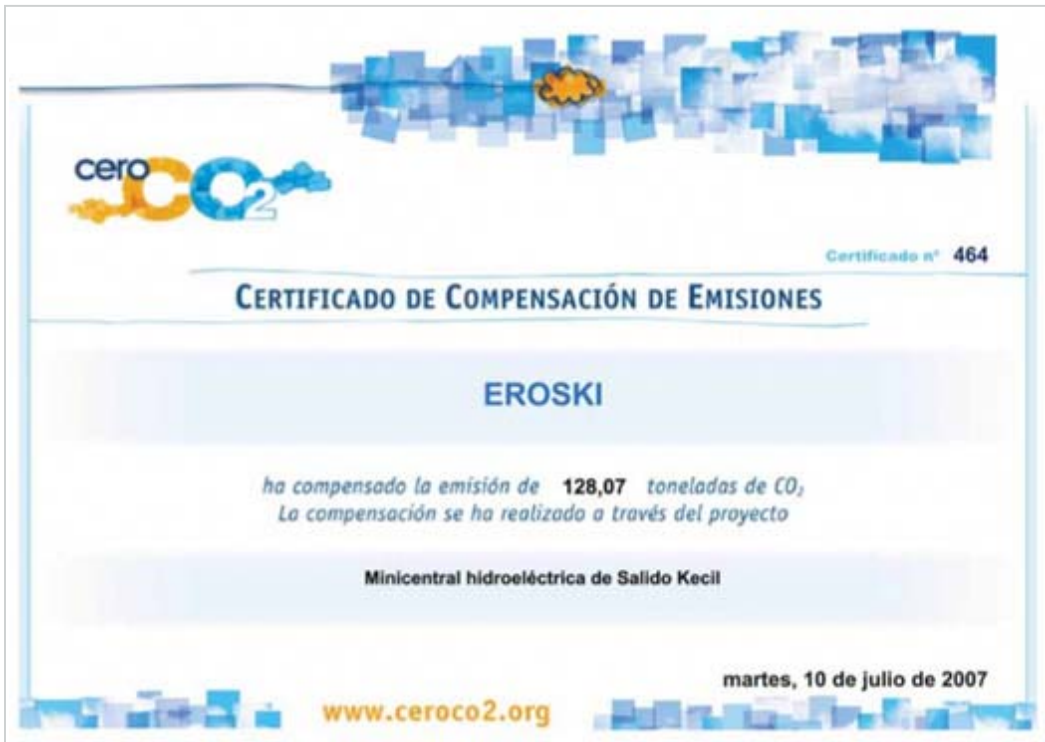 cero
CO2
Certificado nº 464
CERTIFICADO DE COMPENSACIÓN DE EMISIONES
EROSKI
ha compensado la emisión de 128,07 toneladas de CO₂
La compensación se ha realizado a través del proyecto
Minicentral hidroeléctrica de Salido Kecil
martes, 10 de julio de 2007
www.ceroco2.org